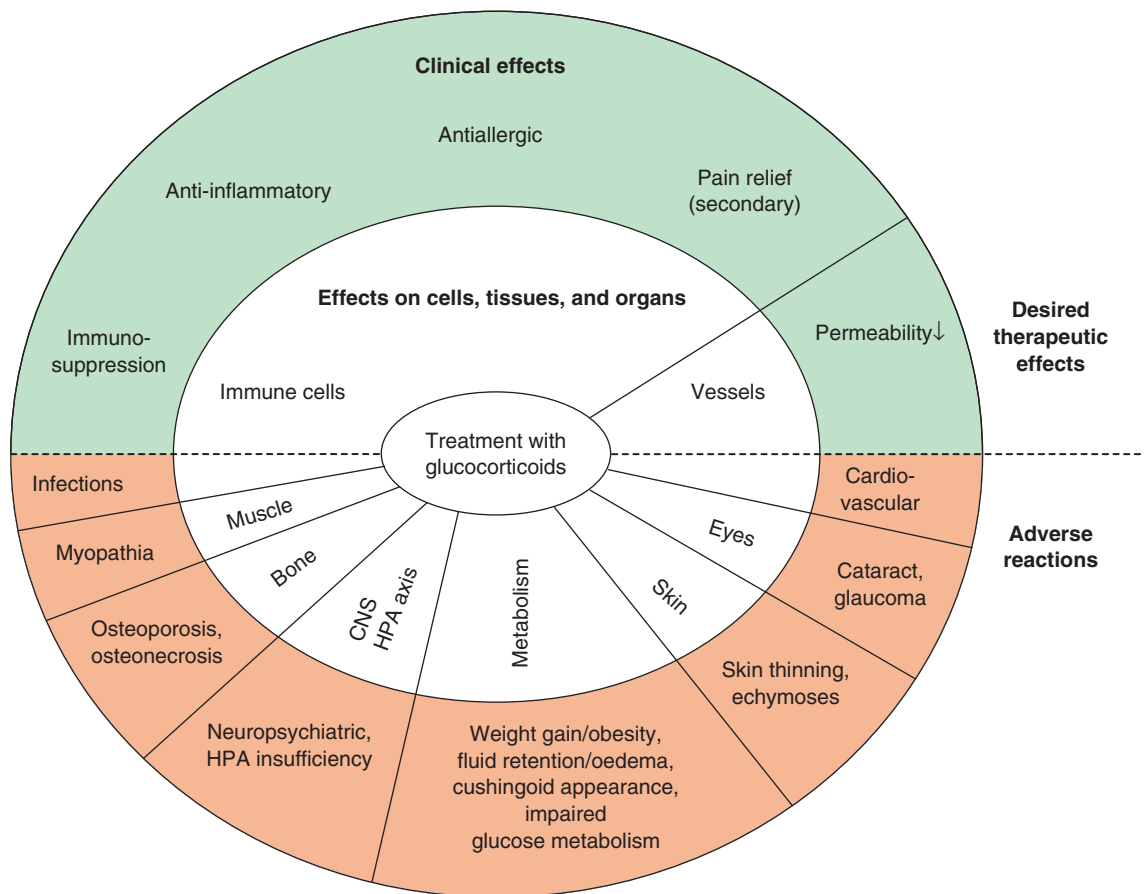 Clinical effects
Antiallergic
Anti-inflammatory
Pain relief
(secondary)
Immuno-
suppression
Permeability↓
Desired
therapeutic
effects
Effects on cells, tissues, and organs
Immune cells
Vessels
Treatment with
glucocorticoids
Infections
Myopathia
Osteoporosis,
osteonecrosis
Neuropsychiatric,
HPA insufficiency
Weight gain/obesity,
fluid retention/oedema,
cushingoid appearance,
impaired
glucose metabolism
Skin thinning,
echymoses
Cataract,
glaucoma
Cardio-
vascular
Adverse
reactions
Muscle
Bone
CNS
HPA axis
Metabolism
Skin
Eyes